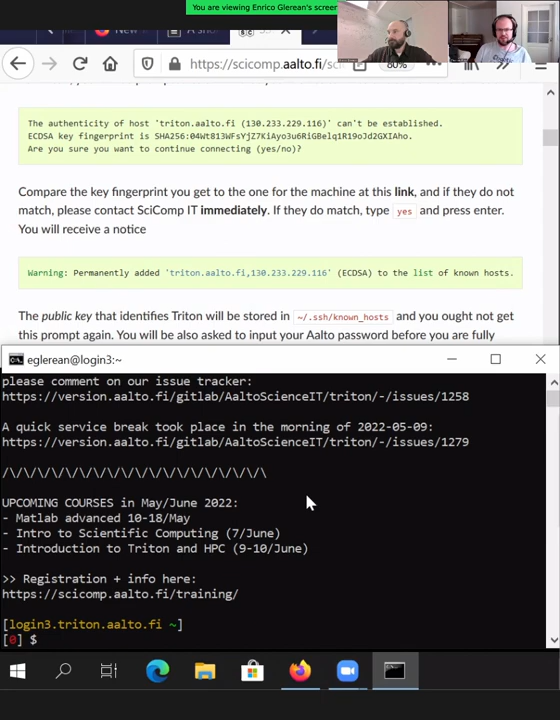 You are viewing Enrico Glerean's screen
New
A sho
https://scicomp.aalto.fi/sc
80%
The authenticity of host 'triton.aalto.fi (130.233.229.116)' can't be established.
ECDSA key fingerprint is SHA256:04Wt813WFsYjZ7KiAyo3u6RiGBelq1R19oJd2GXIAho.
Are you sure you want to continue connecting (yes/no)?
Compare the key fingerprint you get to the one for the machine at this link, and if they do not
match, please contact SciComp IT immediately. If they do match, type yes and press enter.
You will receive a notice
Warning: Permanently added 'triton.aalto.fi,130.233.229.116' (ECDSA) to the list of known hosts.
The public key that identifies Triton will be stored in ~/.ssh/known_hosts and you ought not get
this prompt again. You will be also asked to input your Aalto password before you are fully
eglerean@login3:~
please comment on our issue tracker:
https://version.aalto.fi/gitlab/AaltoScienceIT/triton/-/issues/1258
A quick service break took place in the morning of 2022-05-09:
https://version.aalto.fi/gitlab/AaltoScienceIT/triton/-/issues/1279
/\/\/\/\/\/\/\/\/\/\/\/\/\/\/\/\/\/\/\
UPCOMING COURSES in May/June 2022:
- Matlab advanced 10-18/May
- Intro to Scientific Computing (7/June)
- Introduction to Triton and HPC (9-10/June)
>> Registration + info here:
https://scicomp.aalto.fi/training/
[login3.triton.aalto.fi ~]
[0] $